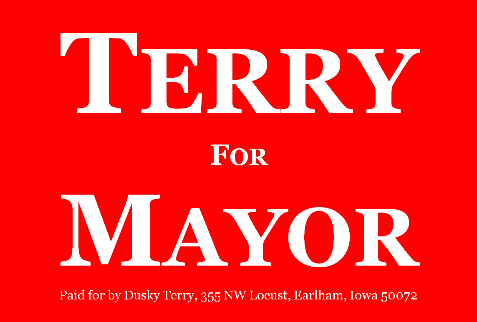 TERRY
FOR
MAYOR
Paid for by Dusky Terry, 355 NW Locust, Earlham, Iowa 50072